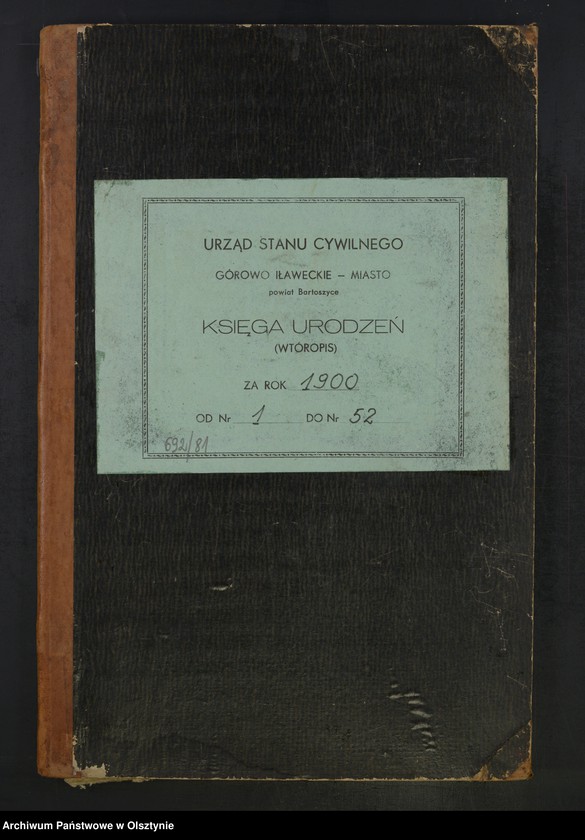 URZĄD STANU CYWILNEGO
GÓROWO IŁAWECKIE – MIASTO
powiat Bartoszyce
KSIĘGA URODZEŃ
(WTÓROPIS)
ZA ROK 1900
OD Nr 1 DO Nr 52
692/81
Archiwum Państwowe w Olsztynie